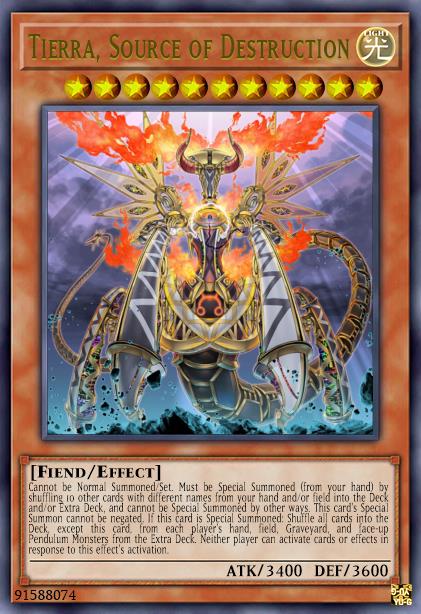 Tierra, Source of Destruction
LIGHT
光
[Fiend/Effect]
Cannot be Normal Summoned/Set. Must be Special Summoned (from your hand) by
shuffling 10 other cards with different names from your hand and/or field into the Deck
and/or Extra Deck, and cannot be Special Summoned by other ways. This card's Special
Summon cannot be negated. If this card is Special Summoned: Shuffle all cards into the
Deck, except this card, from each player's hand, field, Graveyard, and face-up
Pendulum Monsters from the Extra Deck. Neither player can activate cards or effects in
response to this effect's activation.
ATK/3400 DEF/3600
91588074